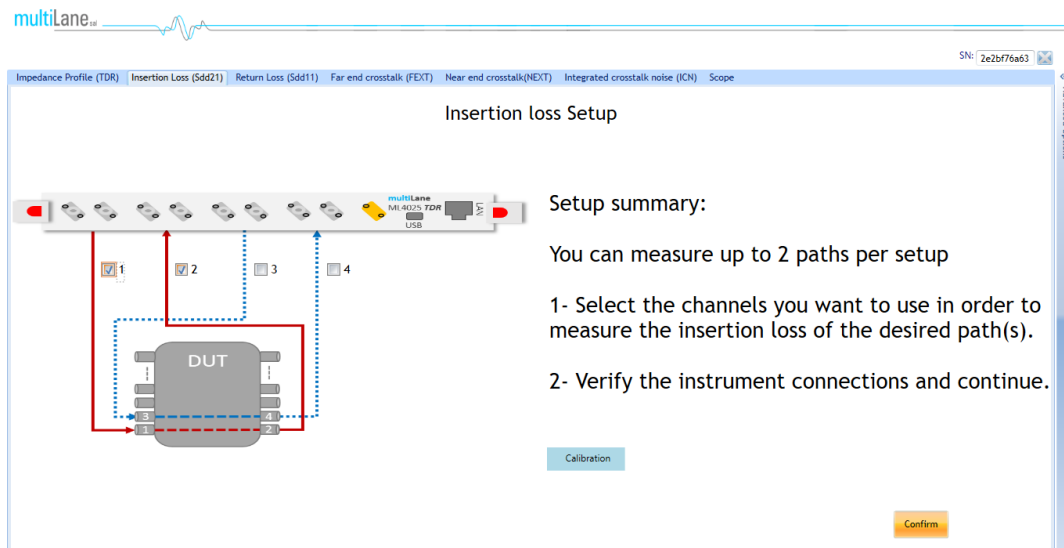 multiLane sal
SN: 2e2bf76a63
Impedance Profile (TDR) Insertion Loss (Sdd21) Return Loss (Sdd11) Far end crosstalk (FEXT) Near end crosstalk(NEXT) Integrated crosstalk noise (ICN) Scope
Insertion loss Setup
multiLane
ML4025 TDR
USB
LAN
1
2
3
4
DUT
3 4
1 2
Setup summary:
You can measure up to 2 paths per setup
1- Select the channels you want to use in order to
measure the insertion loss of the desired path(s).
2- Verify the instrument connections and continue.
Calibration
Confirm